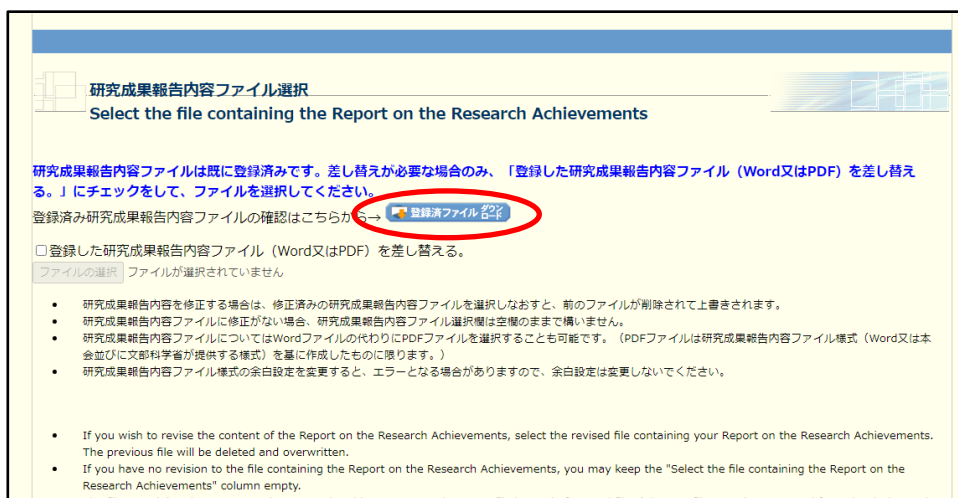 研究成果報告内容ファイル選択
Select the file containing the Report on the Research Achievements
研究成果報告内容ファイルは既に登録済みです。差し替えが必要な場合のみ、「登録した研究成果報告内容ファイル（Word又はPDF）を差し替え
る。」にチェックをして、ファイルを選択してください。
登録済み研究成果報告内容ファイルの確認はこちらから→ 登録済ファイル ダウンロード
登録した研究成果報告内容ファイル（Word又はPDF）を差し替える。
ファイルの選択 ファイルが選択されていません
• 研究成果報告内容を修正する場合は、修正済みの研究成果報告内容ファイルを選択しなおすと、前のファイルが削除されて上書きされます。
• 研究成果報告内容ファイルに修正がない場合、研究成果報告内容ファイル選択欄は空欄のままで構いません。
• 研究成果報告内容ファイルについてはWordファイルの代わりにPDFファイルを選択することも可能です。（PDFファイルは研究成果報告内容ファイル様式（Word又は本
会並びに文部科学省が提供する様式）を基に作成したものに限ります。）
• 研究成果報告内容ファイル様式の余白設定を変更すると、エラーとなる場合がありますので、余白設定は変更しないでください。
• If you wish to revise the content of the Report on the Research Achievements, select the revised file containing your Report on the Research Achievements.
The previous file will be deleted and overwritten.
• If you have no revision to the file containing the Report on the Research Achievements, you may keep the "Select the file containing the Report on the
Research Achievements" column empty.